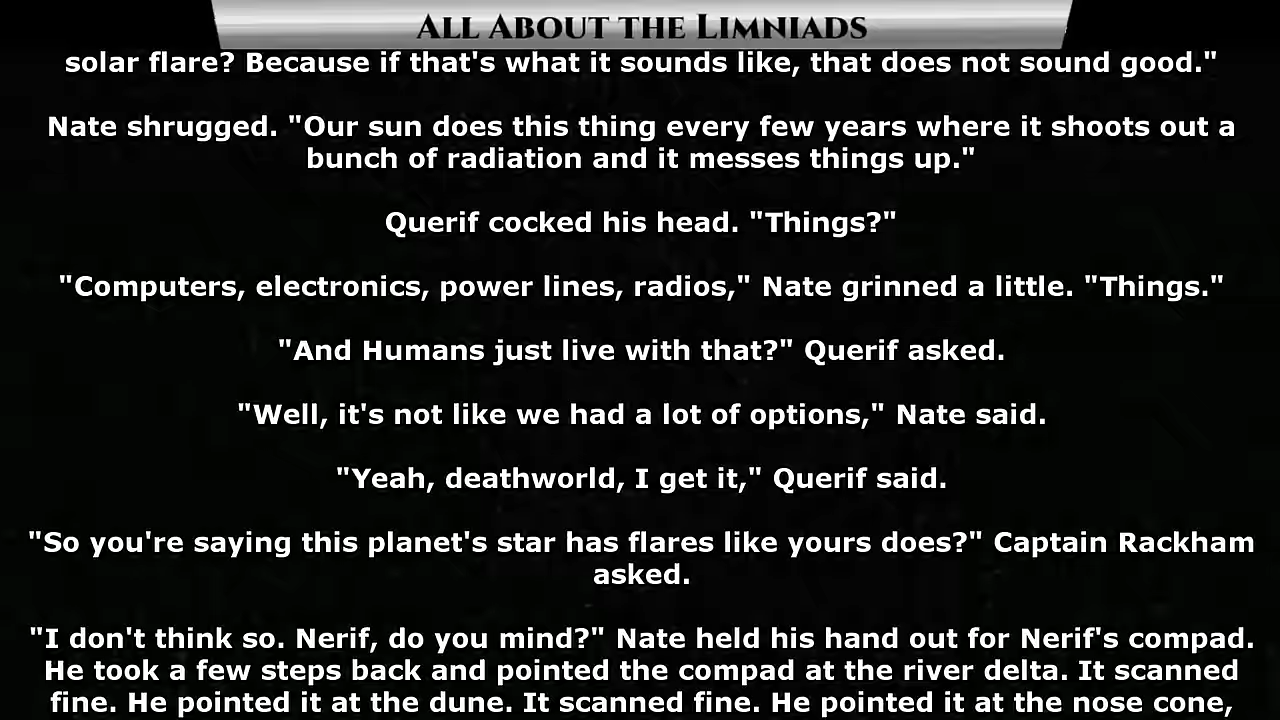 All About the Limniads
solar flare? Because if that's what it sounds like, that does not sound good."
Nate shrugged. "Our sun does this thing every few years where it shoots out a
bunch of radiation and it messes things up."
Querif cocked his head. "Things?"
"Computers, electronics, power lines, radios," Nate grinned a little. "Things."
"And Humans just live with that?" Querif asked.
"Well, it's not like we had a lot of options," Nate said.
"Yeah, deathworld, I get it," Querif said.
"So you're saying this planet's star has flares like yours does?" Captain Rackham
asked.
"I don't think so. Nerif, do you mind?" Nate held his hand out for Nerif's compad.
He took a few steps back and pointed the compad at the river delta. It scanned
fine. He pointed it at the dune. It scanned fine. He pointed it at the nose cone,